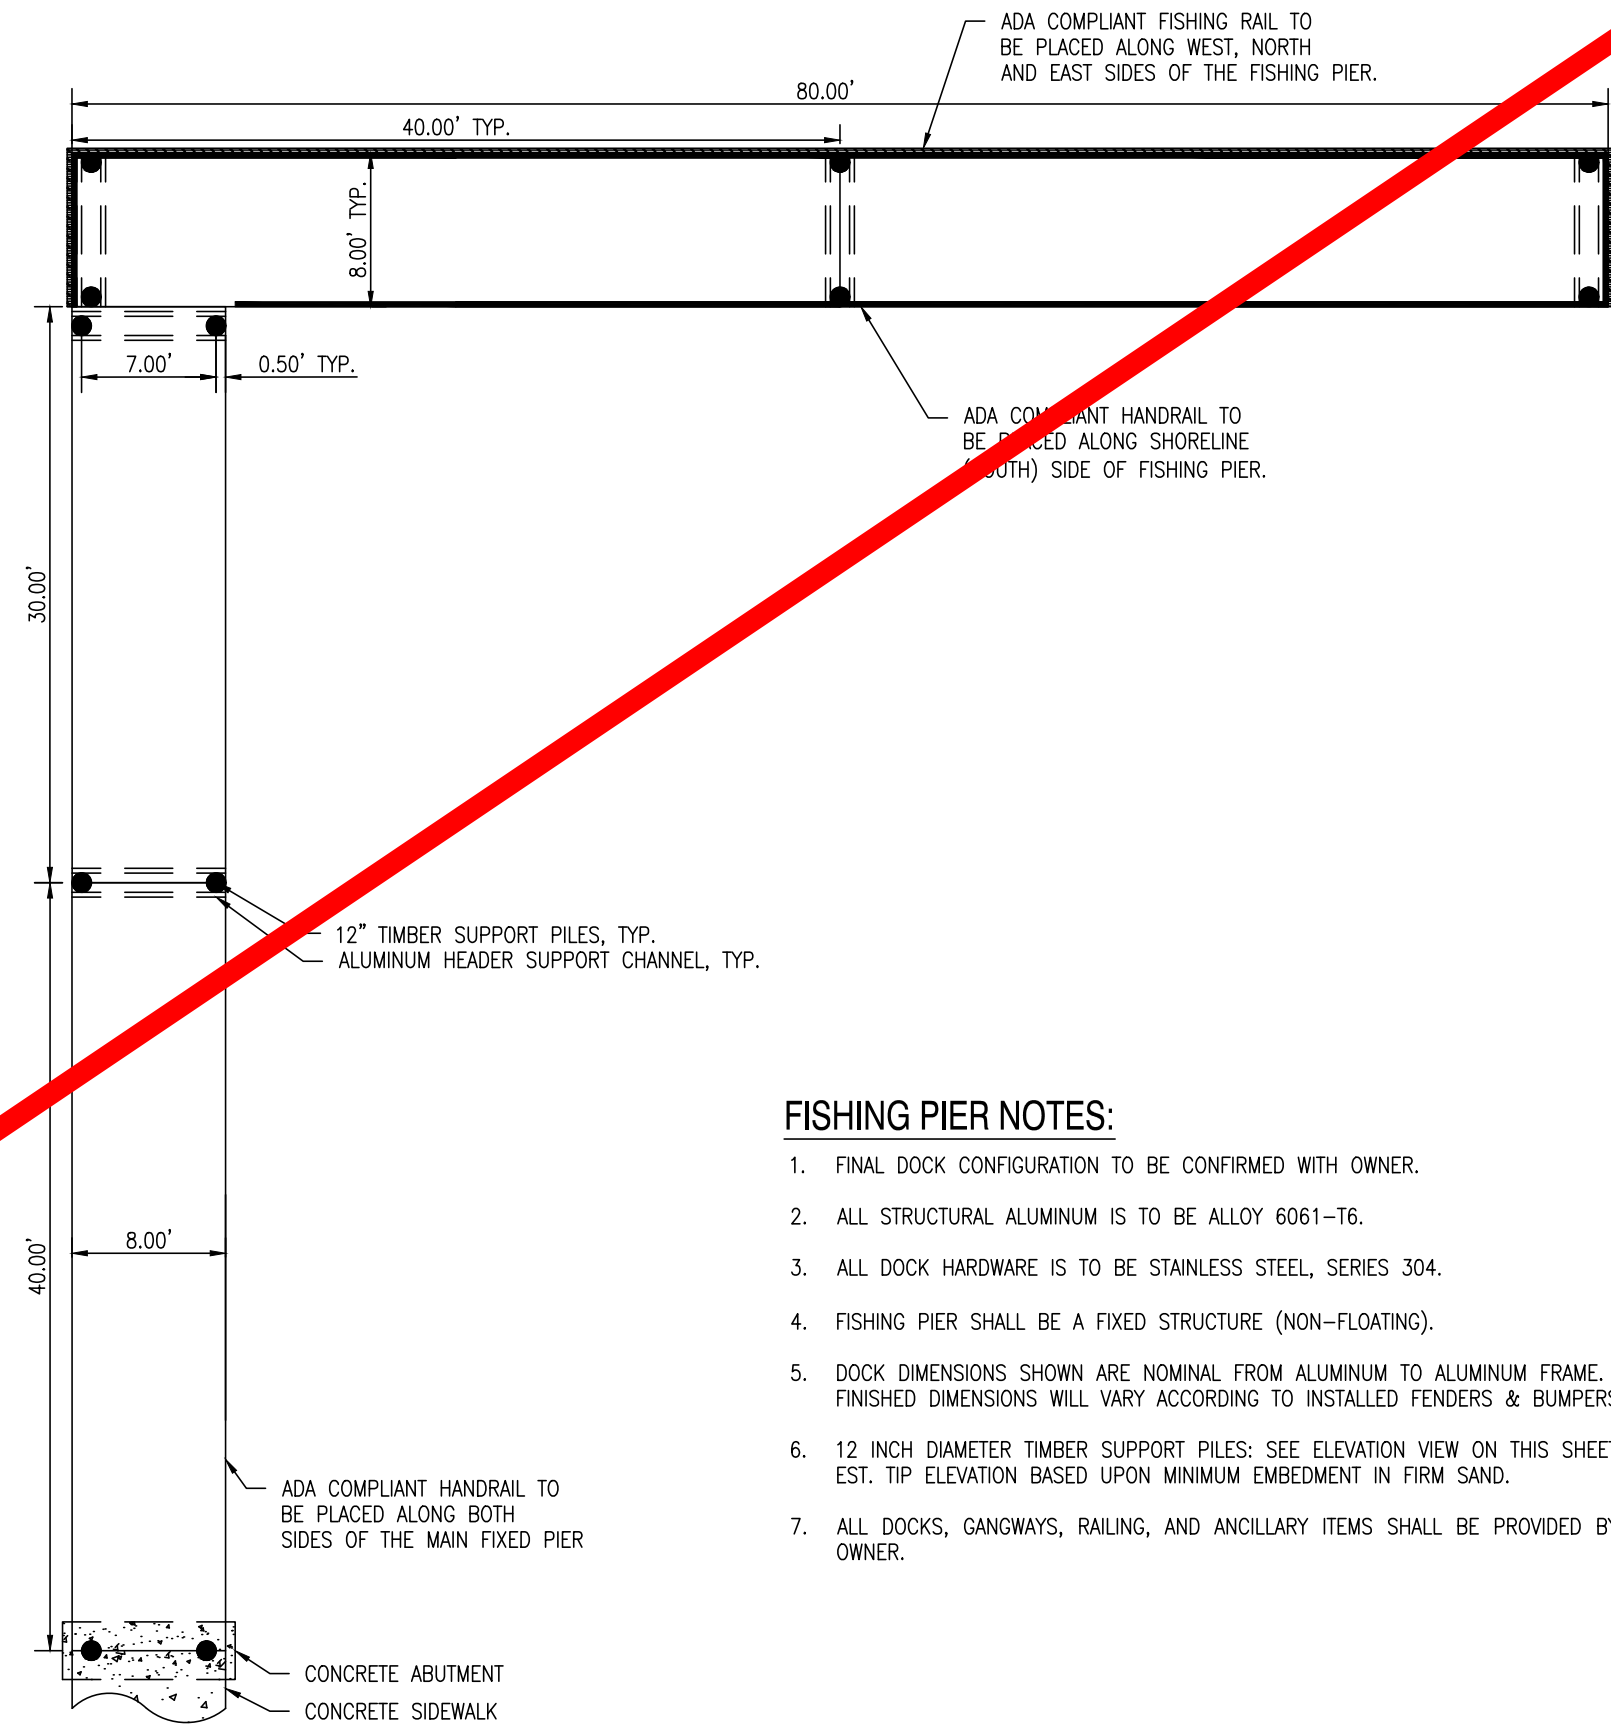 ADA COMPLIANT FISHING RAIL TO
BE PLACED ALONG WEST, NORTH
AND EAST SIDES OF THE FISHING PIER.
80.00'
40.00' TYP.
8.00' TYP.
7.00'
0.50' TYP.
ADA COMPLIANT HANDRAIL TO
BE PLACED ALONG SHORELINE
(SOUTH) SIDE OF FISHING PIER.
30.00'
12" TIMBER SUPPORT PILES, TYP.
ALUMINUM HEADER SUPPORT CHANNEL, TYP.
40.00'
8.00'
ADA COMPLIANT HANDRAIL TO
BE PLACED ALONG BOTH
SIDES OF THE MAIN FIXED PIER
CONCRETE ABUTMENT
CONCRETE SIDEWALK
FISHING PIER NOTES:
1. FINAL DOCK CONFIGURATION TO BE CONFIRMED WITH OWNER.
2. ALL STRUCTURAL ALUMINUM IS TO BE ALLOY 6061-T6.
3. ALL DOCK HARDWARE IS TO BE STAINLESS STEEL, SERIES 304.
4. FISHING PIER SHALL BE A FIXED STRUCTURE (NON-FLOATING).
5. DOCK DIMENSIONS SHOWN ARE NOMINAL FROM ALUMINUM TO ALUMINUM FRAME.
FINISHED DIMENSIONS WILL VARY ACCORDING TO INSTALLED FENDERS & BUMPERS
6. 12 INCH DIAMETER TIMBER SUPPORT PILES: SEE ELEVATION VIEW ON THIS SHEET
EST. TIP ELEVATION BASED UPON MINIMUM EMBEDMENT IN FIRM SAND.
7. ALL DOCKS, GANGWAYS, RAILING, AND ANCILLARY ITEMS SHALL BE PROVIDED BY
OWNER.